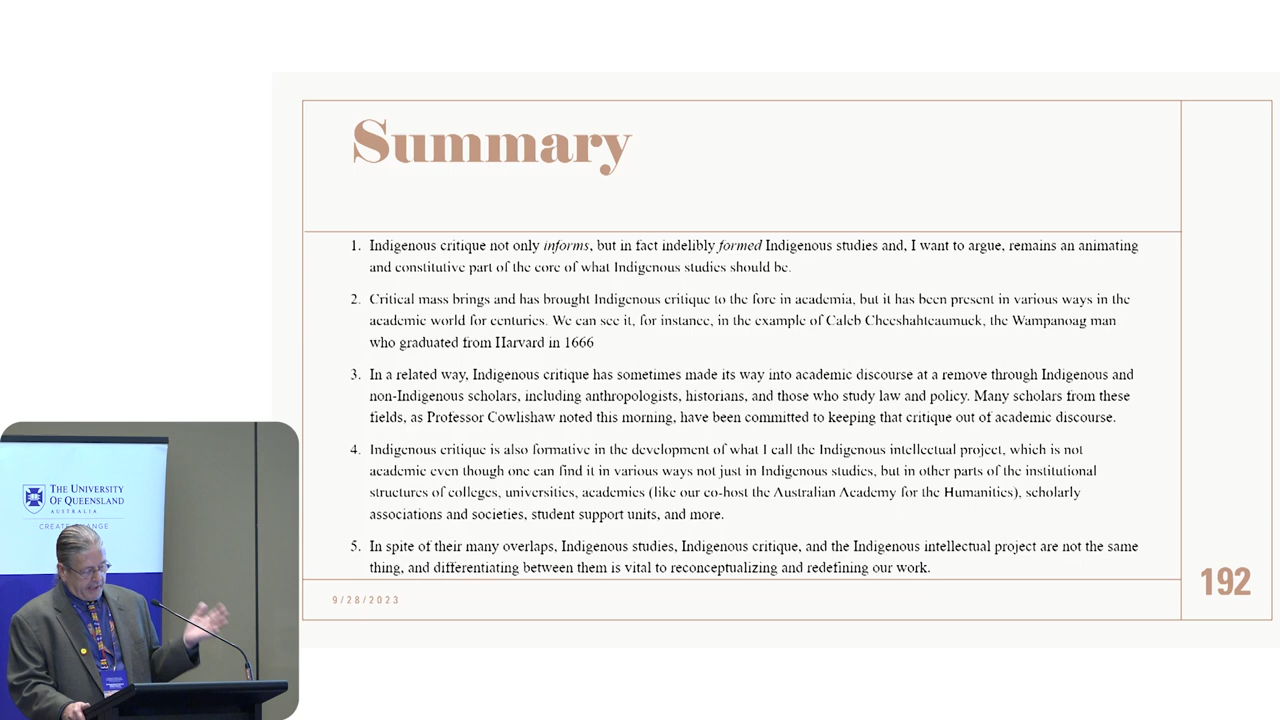 Summary
1. Indigenous critique not only informs, but in fact indelibly formed Indigenous studies and, I want to argue, remains an animating
and constitutive part of the core of what Indigenous studies should be.
2. Critical mass brings and has brought Indigenous critique to the fore in academia, but it has been present in various ways in the
academic world for centuries. We can see it, for instance, in the example of Caleb Cheeshahteaumuck, the Wampanoag man
who graduated from Harvard in 1666
3. In a related way, Indigenous critique has sometimes made its way into academic discourse at a remove through Indigenous and
non-Indigenous scholars, including anthropologists, historians, and those who study law and policy. Many scholars from these
fields, as Professor Cowlishaw noted this morning, have been committed to keeping that critique out of academic discourse.
4. Indigenous critique is also formative in the development of what I call the Indigenous intellectual project, which is not
academic even though one can find it in various ways not just in Indigenous studies, but in other parts of the institutional
structures of colleges, universities, academies (like our co-host the Australian Academy for the Humanities), scholarly
associations and societies, student support units, and more.
5. In spite of their many overlaps, Indigenous studies, Indigenous critique, and the Indigenous intellectual project are not the same
thing, and differentiating between them is vital to reconceptualizing and redefining our work.
9/28/2023
192
THE UNIVERSITY
OF QUEENSLAND
AUSTRALIA